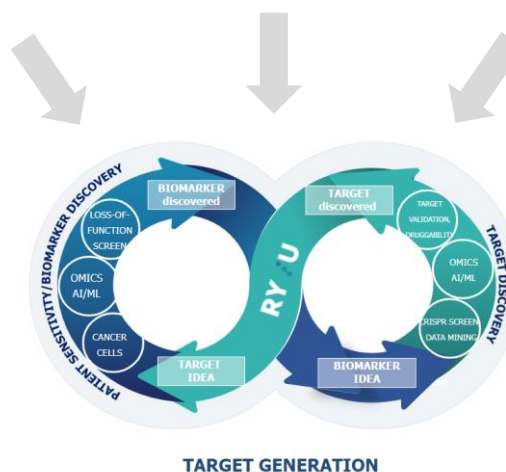 PATIENT SENSITIVITY/BIOMARKER DISCOVERY
BIOMARKER
discovered
LOSS-OF-
FUNCTION
SCREEN
OMICS
AI/ML
CANCER
CELLS
TARGET
IDEA
RYVU
TARGET
discovered
TARGET
VALIDATION,
DRUGGABILITY
OMICS
AI/ML
CRISPR SCREEN
DATA MINING
BIOMARKER
IDEA
TARGET DISCOVERY
TARGET GENERATION